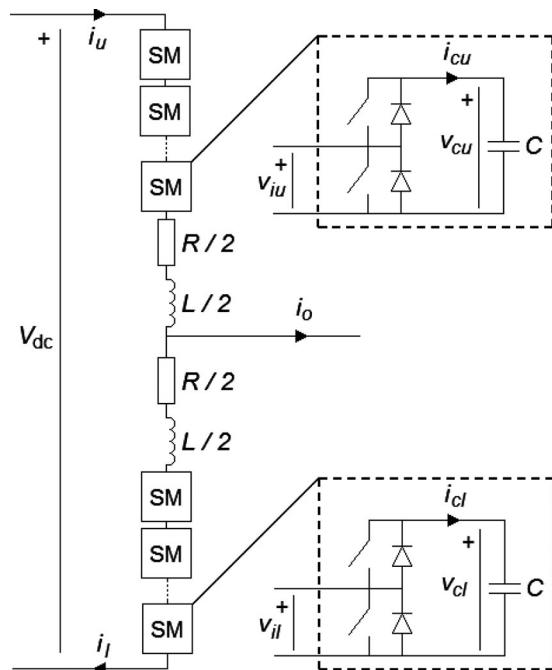 +
i_u
SM
SM
SM
R / 2
L / 2
V_dc
i_o
R / 2
L / 2
SM
SM
SM
i_l
i_cu
+
v_iu
+
v_cu
C
i_cl
+
v_il
+
v_cl
C